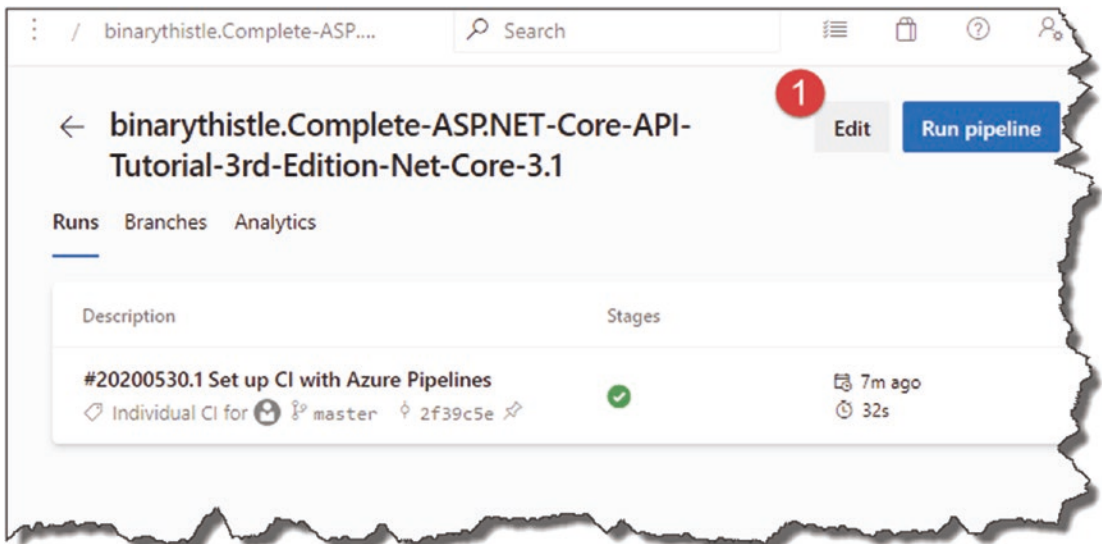 / binarythistle.Complete-ASP.... Search
1
binarythistle.Complete-ASP.NET-Core-API-
Tutorial-3rd-Edition-Net-Core-3.1
Edit Run pipeline
Runs Branches Analytics
Description Stages
#20200530.1 Set up CI with Azure Pipelines
Individual CI for master 2f39c5e
7m ago
32s